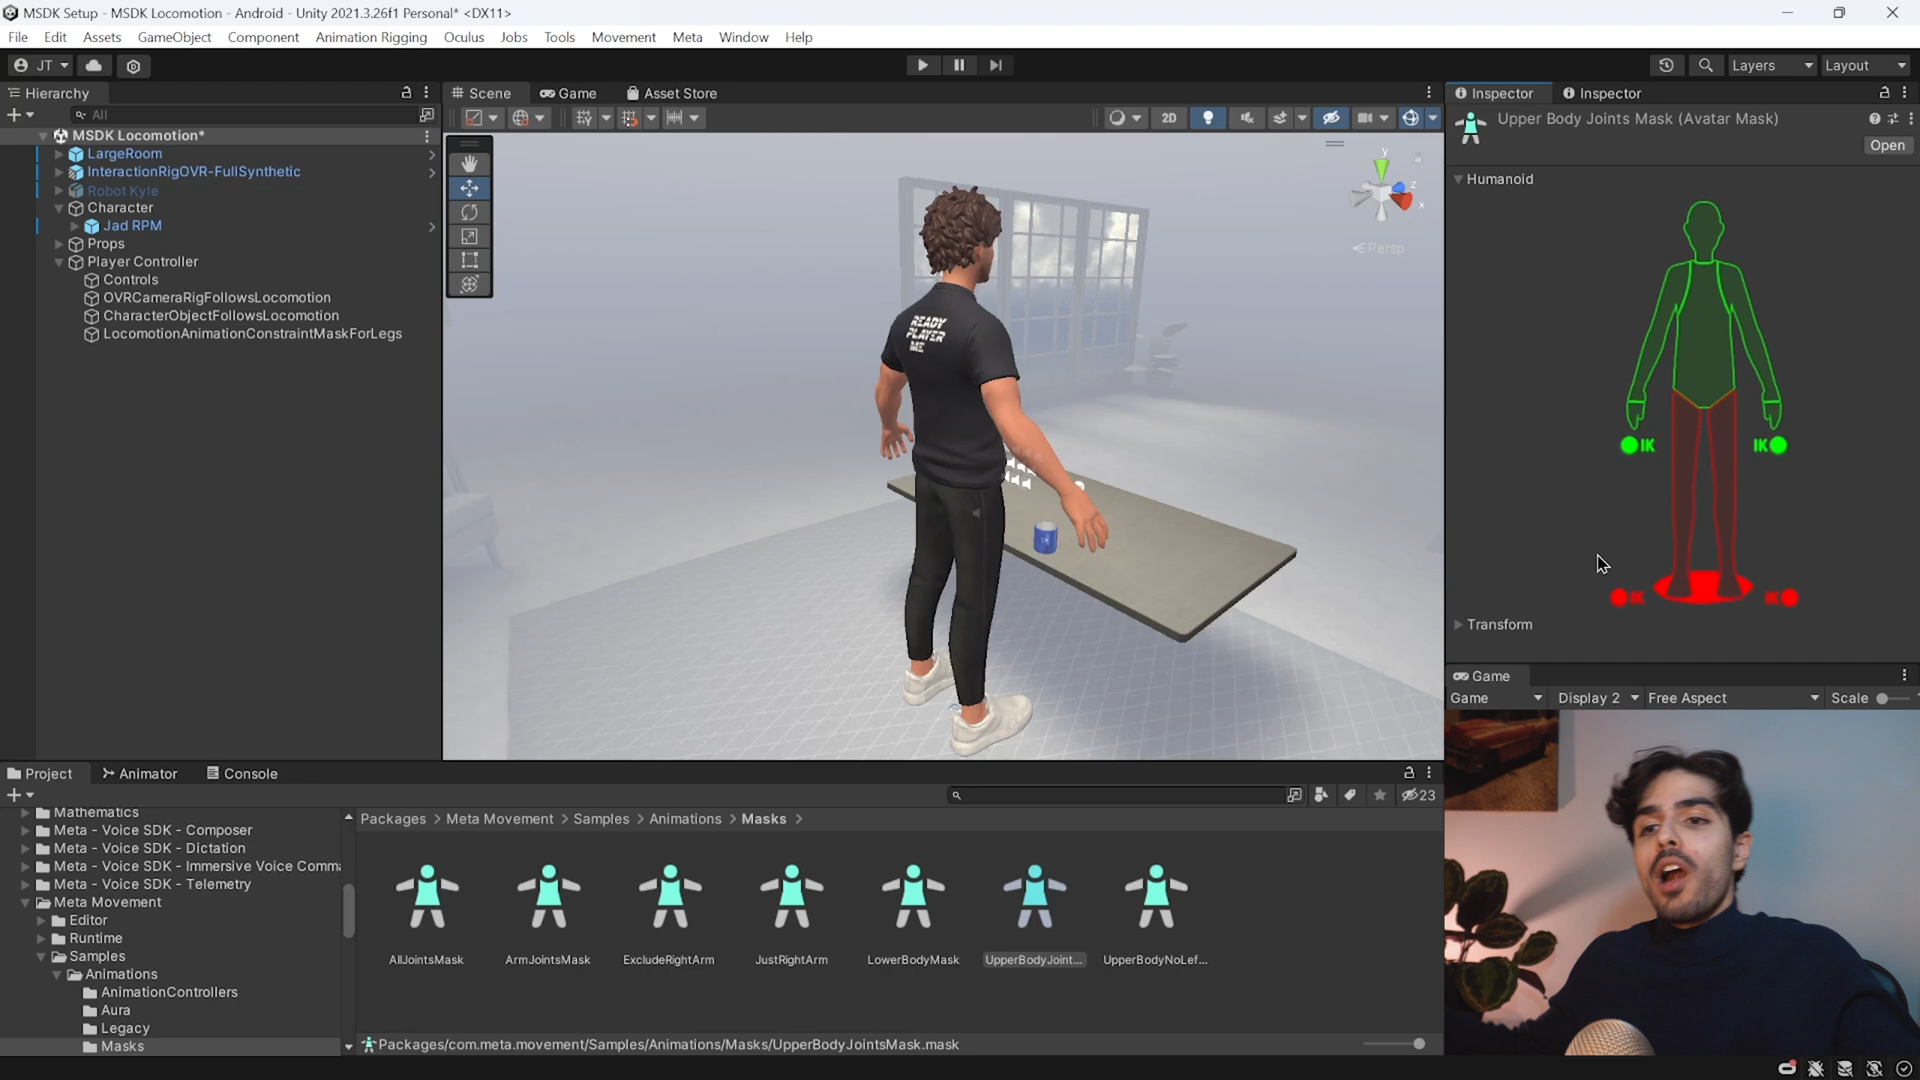 MSDK Setup - MSDK Locomotion - Android - Unity 2021.3.26f1 Personal* <DX11>
File Edit Assets GameObject Component Animation Rigging Oculus Jobs Tools Movement Meta Window Help
JT Layers Layout
Hierarchy
All
MSDK Locomotion*
LargeRoom
InteractionRigOVR-FullSynthetic
Robot Kyle
Character
Jad RPM
Props
Player Controller
Controls
OVRCameraRigFollowsLocomotion
CharacterObjectFollowsLocomotion
LocomotionAnimationConstraintMaskForLegs
Scene Game Asset Store
2D
y
z
x
Persp
READY
PLAYER
ME
Inspector Inspector
Upper Body Joints Mask (Avatar Mask)
Open
Humanoid
IK IK
IK IK
Transform
Game
Game Display 2 Free Aspect Scale
Project Animator Console
23
Mathematics
Meta - Voice SDK - Composer
Meta - Voice SDK - Dictation
Meta - Voice SDK - Immersive Voice Comma
Meta - Voice SDK - Telemetry
Meta Movement
Editor
Runtime
Samples
Animations
AnimationControllers
Aura
Legacy
Masks
Packages > Meta Movement > Samples > Animations > Masks >
AllJointsMask ArmJointsMask ExcludeRightArm JustRightArm LowerBodyMask UpperBodyJoint... UpperBodyNoLef...
Packages/com.meta.movement/Samples/Animations/Masks/UpperBodyJointsMask.mask